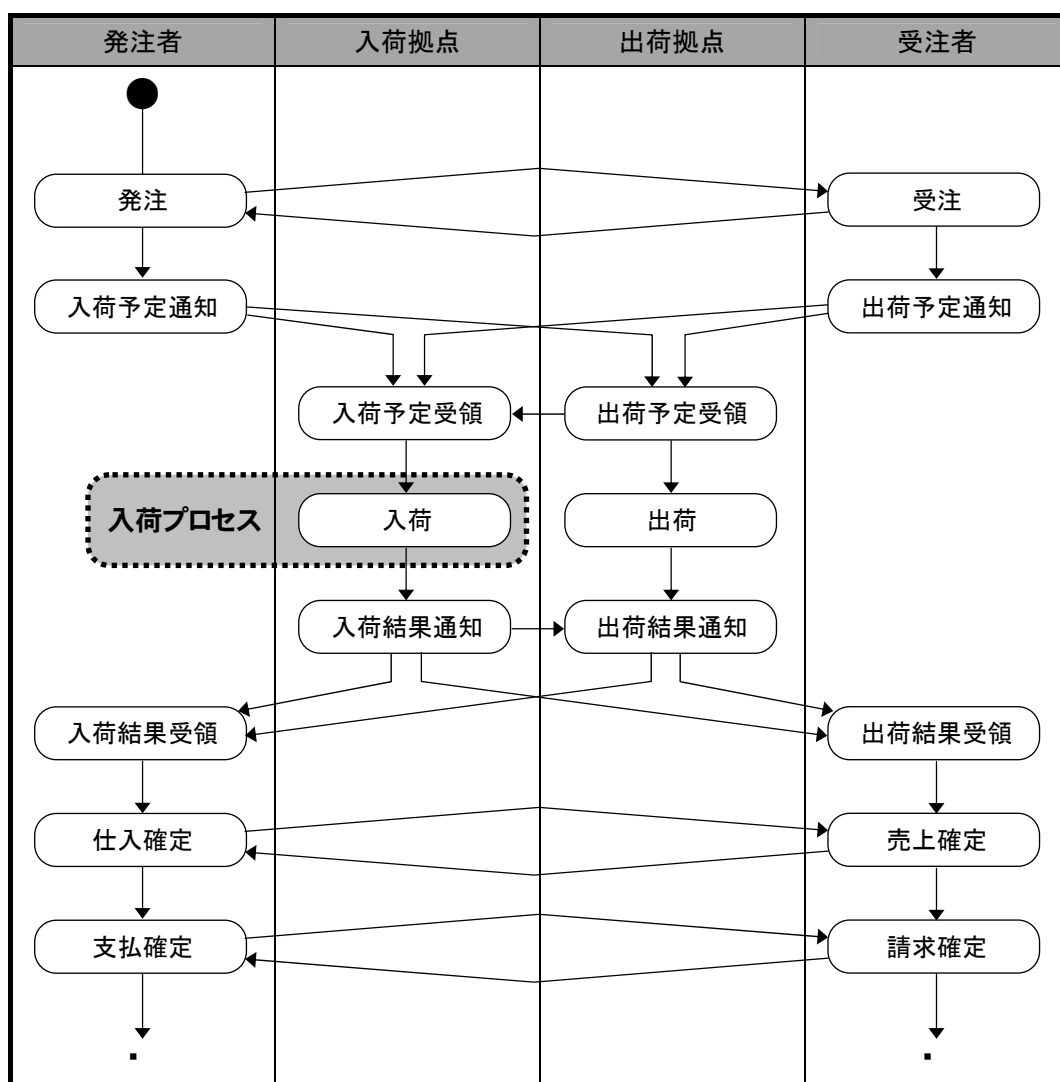 発注者 入荷拠点 出荷拠点 受注者
発注 受注
入荷予定通知 出荷予定通知
入荷予定受領 出荷予定受領
入荷プロセス 入荷 出荷
入荷結果通知 出荷結果通知
入荷結果受領 出荷結果受領
仕入確定 売上確定
支払確定 請求確定